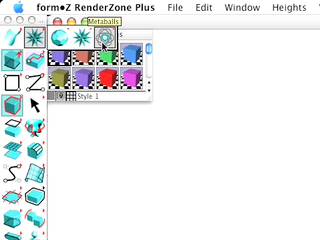 form•Z RenderZone Plus File Edit Window Heights
Metaballs
Style 1